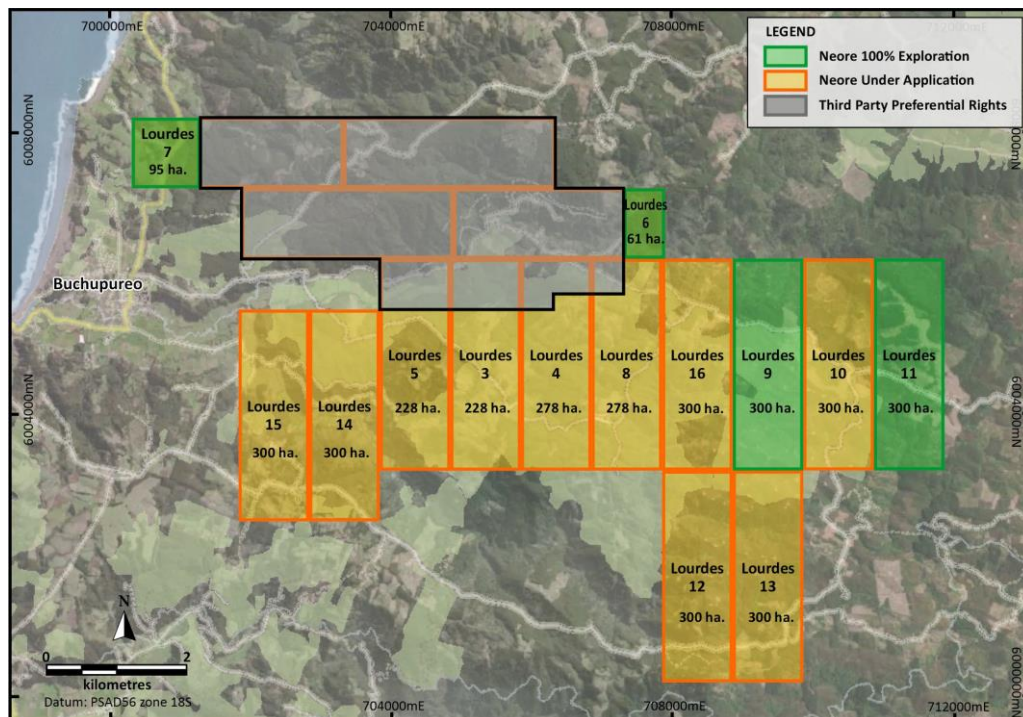 700000mE
704000mE
708000mE
712000mE
LEGEND
Neore 100% Exploration
Neore Under Application
Third Party Preferential Rights
6008000mN
Lourdes
7
95 ha.
Lourdes
6
61 ha.
Buchupureo
Lourdes
5
228 ha.
Lourdes
3
228 ha.
Lourdes
4
278 ha.
Lourdes
8
278 ha.
Lourdes
16
300 ha.
Lourdes
9
300 ha.
Lourdes
10
300 ha.
Lourdes
11
300 ha.
6004000mN
6004000mN
Lourdes
15
300 ha.
Lourdes
14
300 ha.
Lourdes
12
300 ha.
Lourdes
13
300 ha.
N
0
2
kilometres
Datum: PSAD56 zone 18S
6000000mN
704000mE
708000mE
712000mE